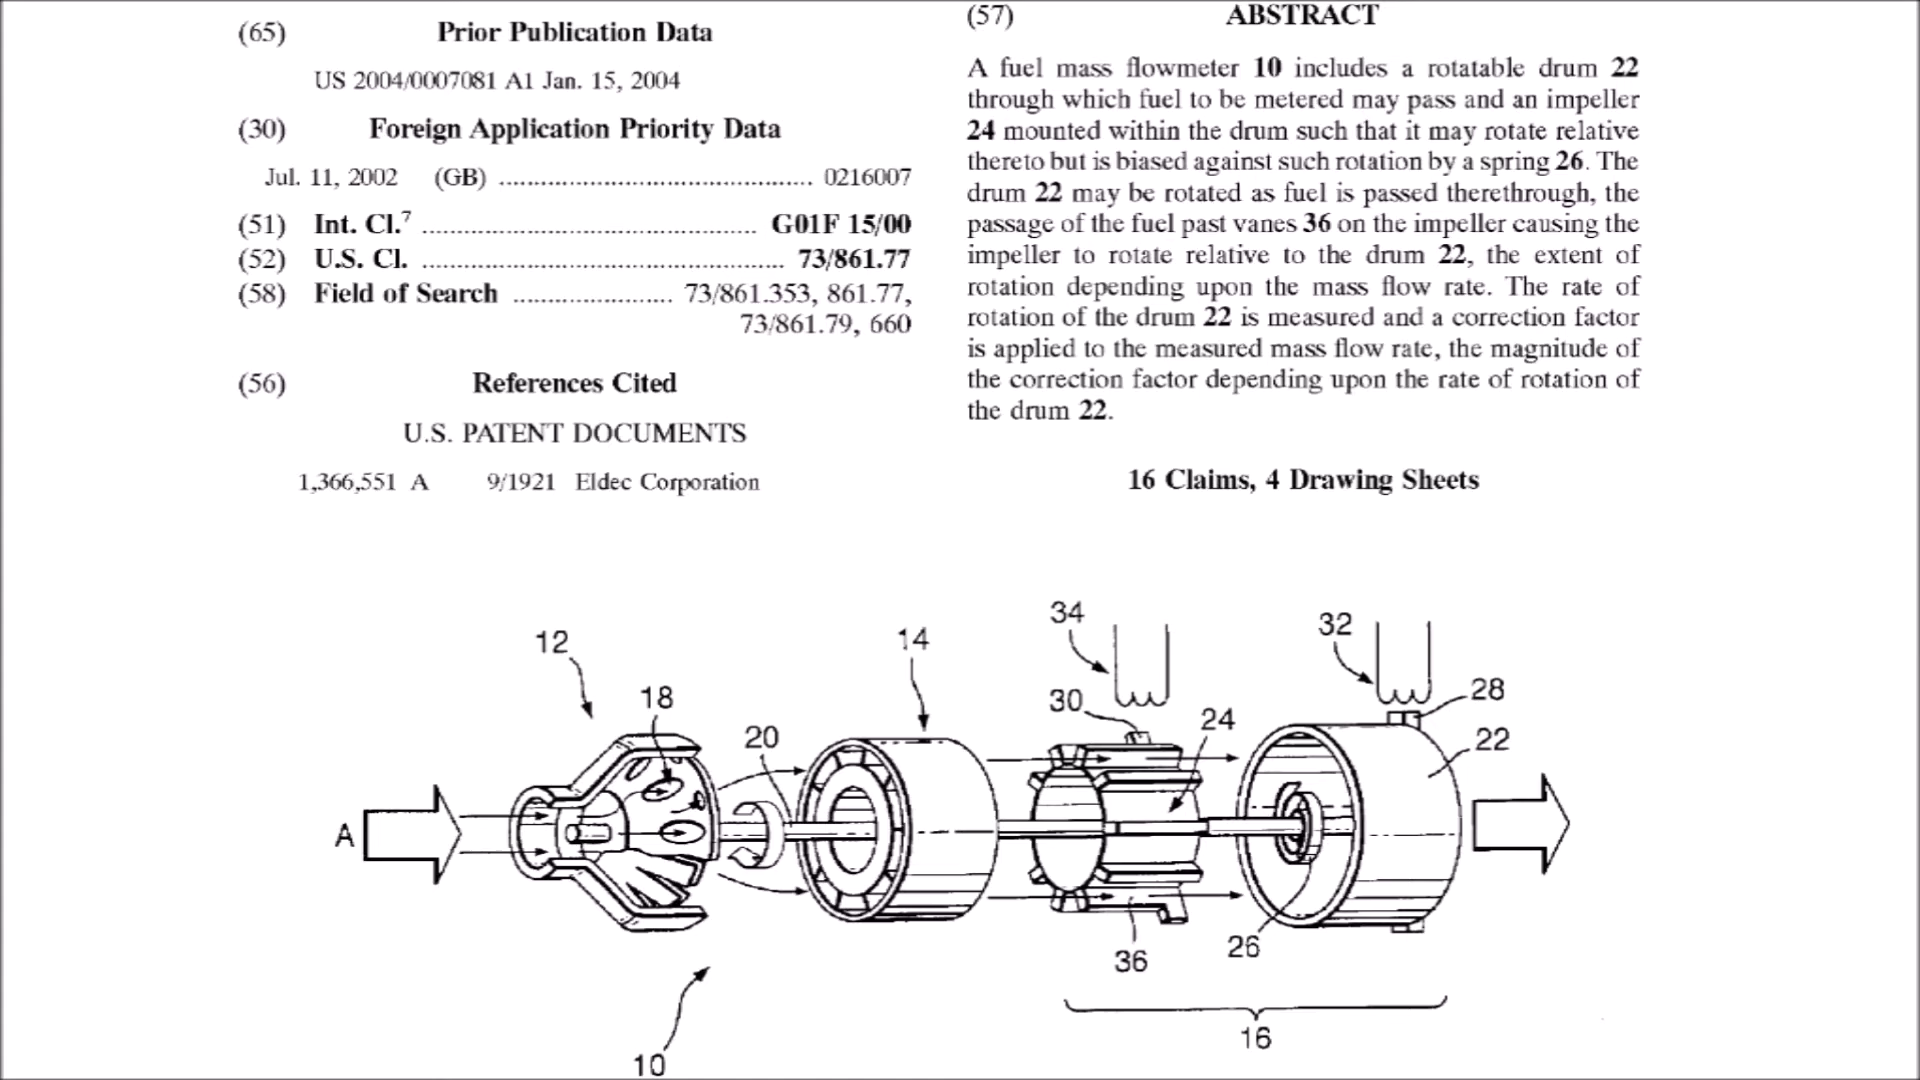 (65) Prior Publication Data
US 2004/0007081 A1 Jan. 15, 2004
(30) Foreign Application Priority Data
Jul. 11, 2002 (GB) ............................................. 0216007
(51) Int. Cl.7 ................................................ G01F 15/00
(52) U.S. Cl. .................................................... 73/861.77
(58) Field of Search ....................... 73/861.353, 861.77,
73/861.79, 660
(56) References Cited
U.S. PATENT DOCUMENTS
1,366,551 A 9/1921 Eldec Corporation
(57) ABSTRACT
A fuel mass flowmeter 10 includes a rotatable drum 22
through which fuel to be metered may pass and an impeller
24 mounted within the drum such that it may rotate relative
thereto but is biased against such rotation by a spring 26. The
drum 22 may be rotated as fuel is passed therethrough, the
passage of the fuel past vanes 36 on the impeller causing the
impeller to rotate relative to the drum 22, the extent of
rotation depending upon the mass flow rate. The rate of
rotation of the drum 22 is measured and a correction factor
is applied to the measured mass flow rate, the magnitude of
the correction factor depending upon the rate of rotation of
the drum 22.
16 Claims, 4 Drawing Sheets
34
32
12
14
18
30
24
28
20
22
A
26
36
16
10